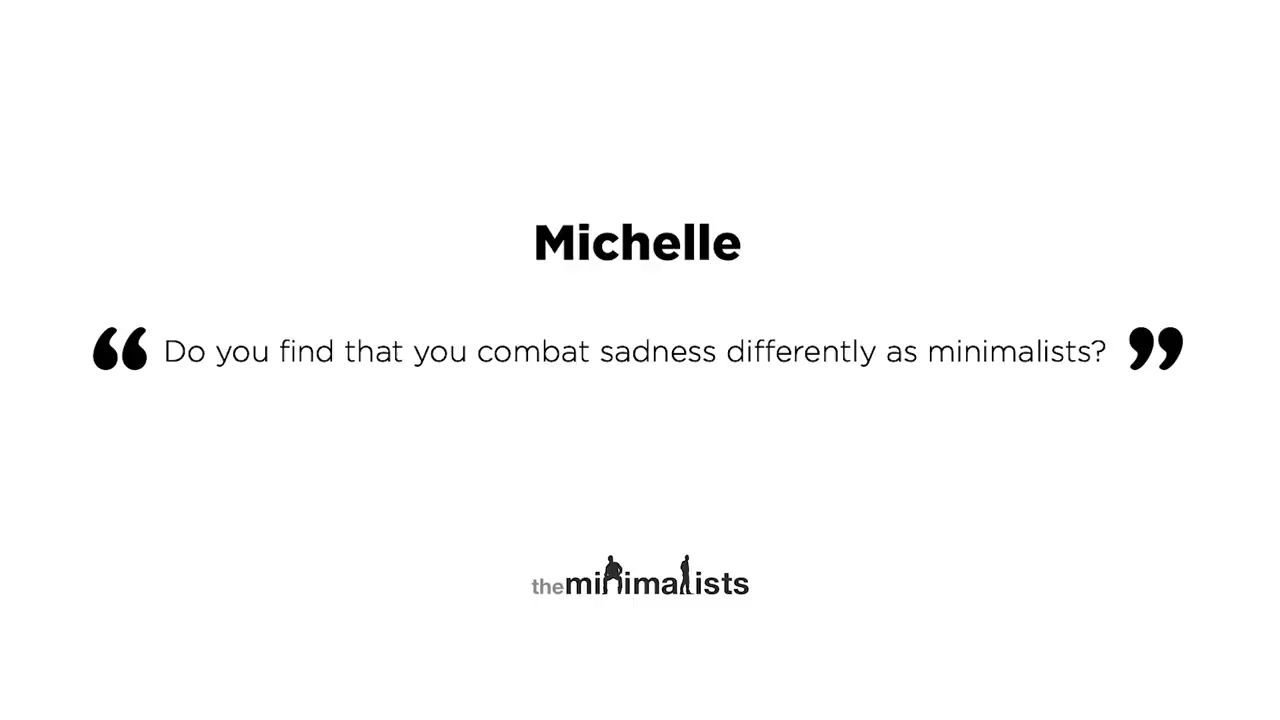 Michelle
“ Do you find that you combat sadness differently as minimalists? ”
theminimalists